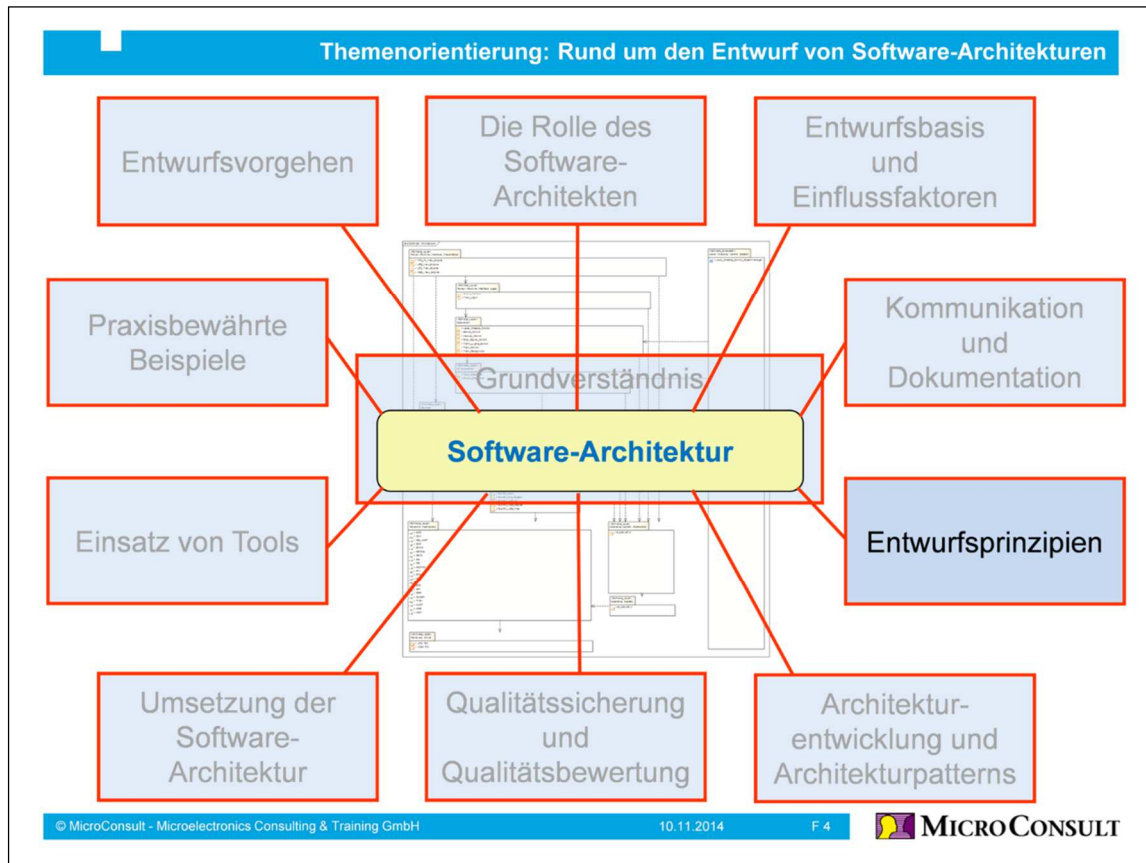 Themenorientierung: Rund um den Entwurf von Software-Architekturen
Entwurfsvorgehen
Die Rolle des
Software-
Architekten
Entwurfsbasis
und
Einflussfaktoren
Praxisbewährte
Beispiele
Grundverständnis
Kommunikation
und
Dokumentation
Software-Architektur
Einsatz von Tools
Entwurfsprinzipien
Umsetzung der
Software-
Architektur
Qualitätssicherung
und
Qualitätsbewertung
Architektur-
entwicklung und
Architekturpatterns
© MicroConsult - Microelectronics Consulting & Training GmbH
10.11.2014
F 4
MICROCONSULT